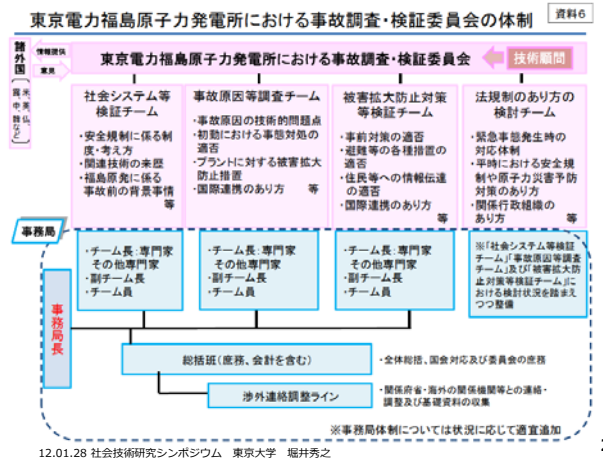 東京電力福島原子力発電所における事故調査・検証委員会の体制
資料6
諸外国
米、英、仏、露、中、韓など
情報提供
意見
東京電力福島原子力発電所における事故調査・検証委員会
技術顧問
社会システム等
検証チーム
・安全規制に係る制
度・考え方
・関連技術の来歴
・福島原発に係る
事故前の背景事情
等
事故原因等調査チーム
・事故原因の技術的問題点
・初動における事態対処の
適否
・プラントに対する被害拡大
防止措置
・国際連携のあり方 等
被害拡大防止対策
等検証チーム
・事前対策の適否
・避難等の各種措置の
適否
・住民等への情報伝達
の適否
・国際連携のあり方
等
法規制のあり方の
検討チーム
・緊急事態発生時の
対応体制
・平時における安全規
制や原子力災害予防
対策のあり方
・関係行政組織の
あり方 等
事務局
・チーム長:専門家
その他専門家
・副チーム長
・チーム員
・チーム長:専門家
その他専門家
・副チーム長
・チーム員
・チーム長:専門家
その他専門家
・副チーム長
・チーム員
※「社会システム等検証
チーム」「事故原因等調査
チーム」及び「被害拡大防
止対策等検証チーム」に
おける検討状況を踏まえ
つつ整備
事務局長
総括班(庶務、会計を含む)
・全体総括、国会対応及び委員会の庶務
渉外連絡調整ライン
・関係府省・海外の関係機関等との連絡・
調整及び基礎資料の収集
※事務局体制については状況に応じて適宜追加
12.01.28 社会技術研究シンポジウム 東京大学 堀井秀之